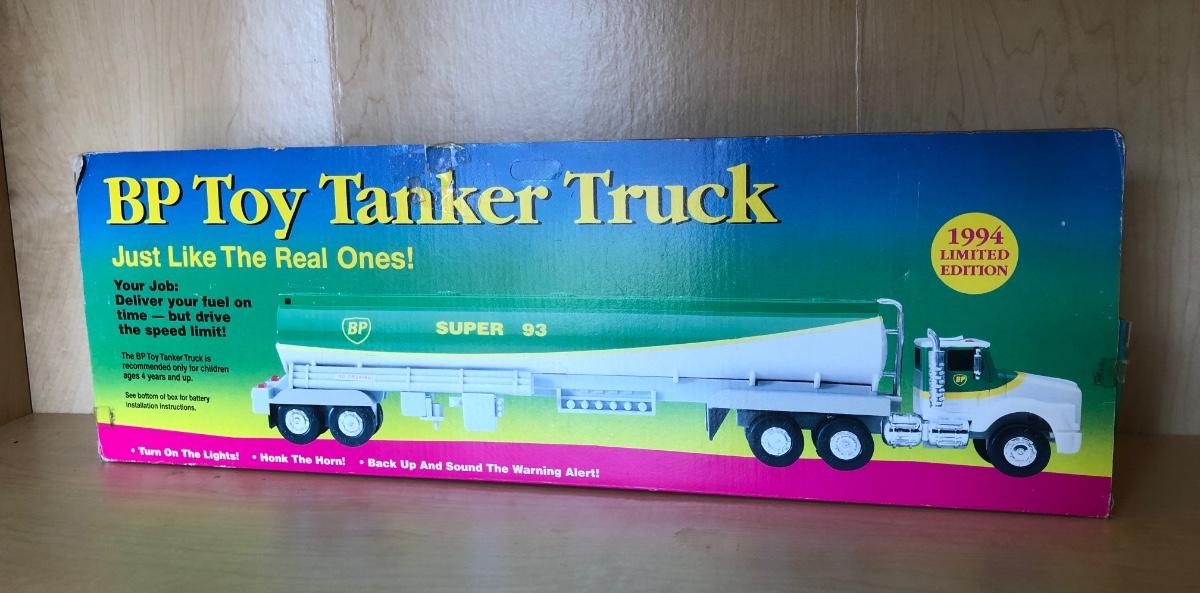 BP Toy Tanker Truck
Just Like The Real Ones!
1994
LIMITED
EDITION
Your Job:
Deliver your fuel on
time — but drive
the speed limit!
The BP Toy Tanker Truck is
recommended only for children
ages 4 years and up.
See bottom of box for battery
installation instructions.
BP
SUPER 93
NO SMOKING
BP
• Turn On The Lights! • Honk The Horn! • Back Up And Sound The Warning Alert!